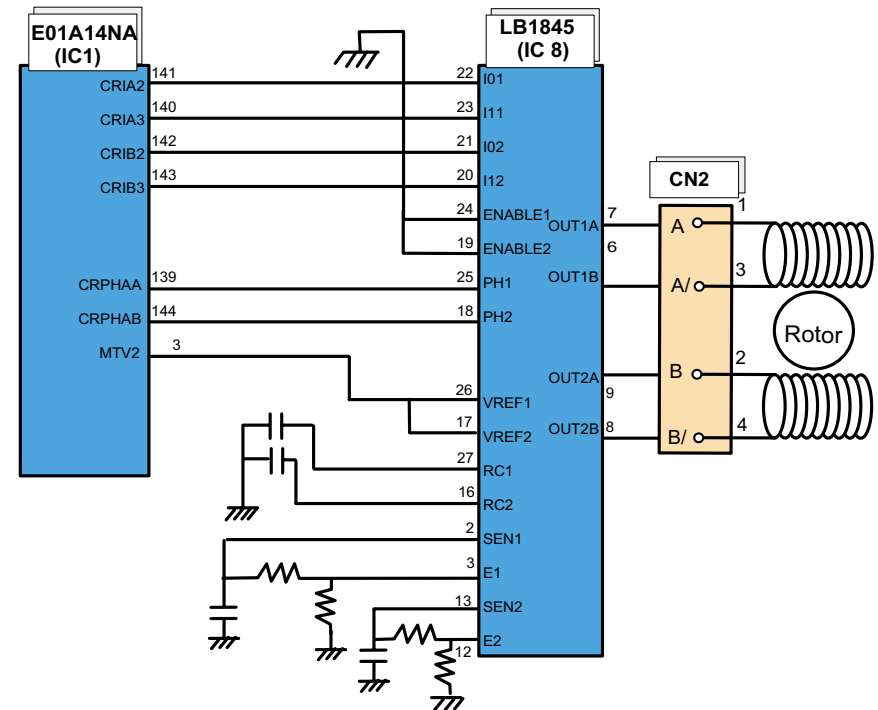 E01A14NA
(IC1)
LB1845
(IC 8)
CRIA2 141
CRIA3 140
CRIB2 142
CRIB3 143
CRPHAA 139
CRPHAB 144
MTV2 3
22 I01
23 I11
21 I02
20 I12
24 ENABLE1
19 ENABLE2
25 PH1
18 PH2
26 VREF1
17 VREF2
27 RC1
16 RC2
2 SEN1
3 E1
13 SEN2
12 E2
OUT1A 7
OUT1B 6
OUT2A 9
OUT2B 8
CN2
A 1
A/ 3
B 2
B/ 4
Rotor